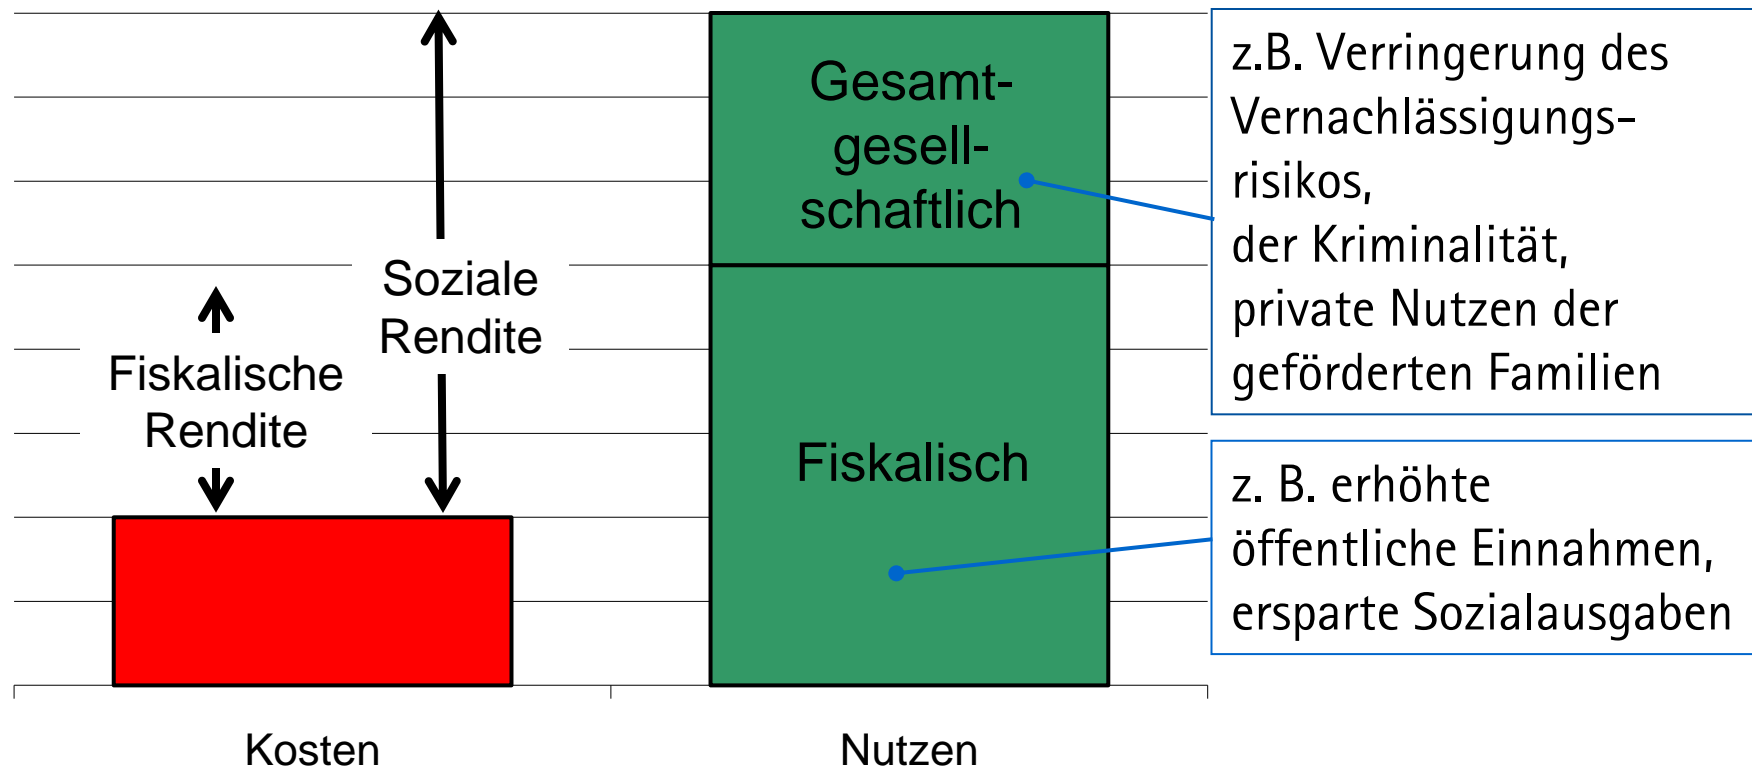 Gesamt-
gesell-
schaftlich
Soziale
Rendite
Fiskalische
Rendite
Fiskalisch
z.B. Verringerung des
Vernachlässigungs-
risikos,
der Kriminalität,
private Nutzen der
geförderten Familien
z. B. erhöhte
öffentliche Einnahmen,
ersparte Sozialausgaben
Kosten
Nutzen